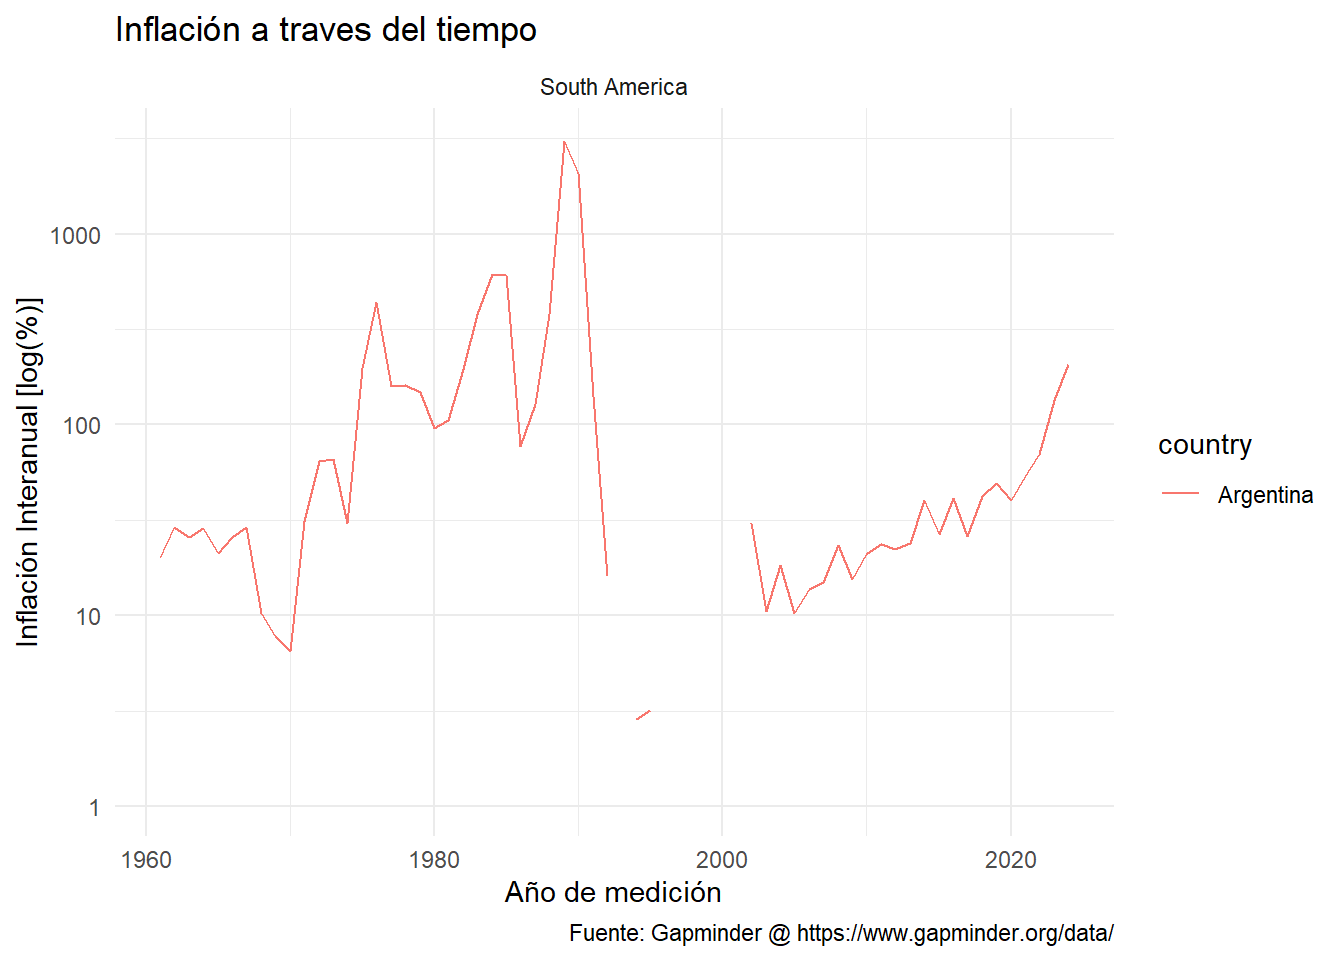 Inflación a traves del tiempo
South America
Inflación Interanual [log(%)]
1000
100
10
1
1960
1980
2000
2020
Año de medición
country
Argentina
Fuente: Gapminder @ https://www.gapminder.org/data/